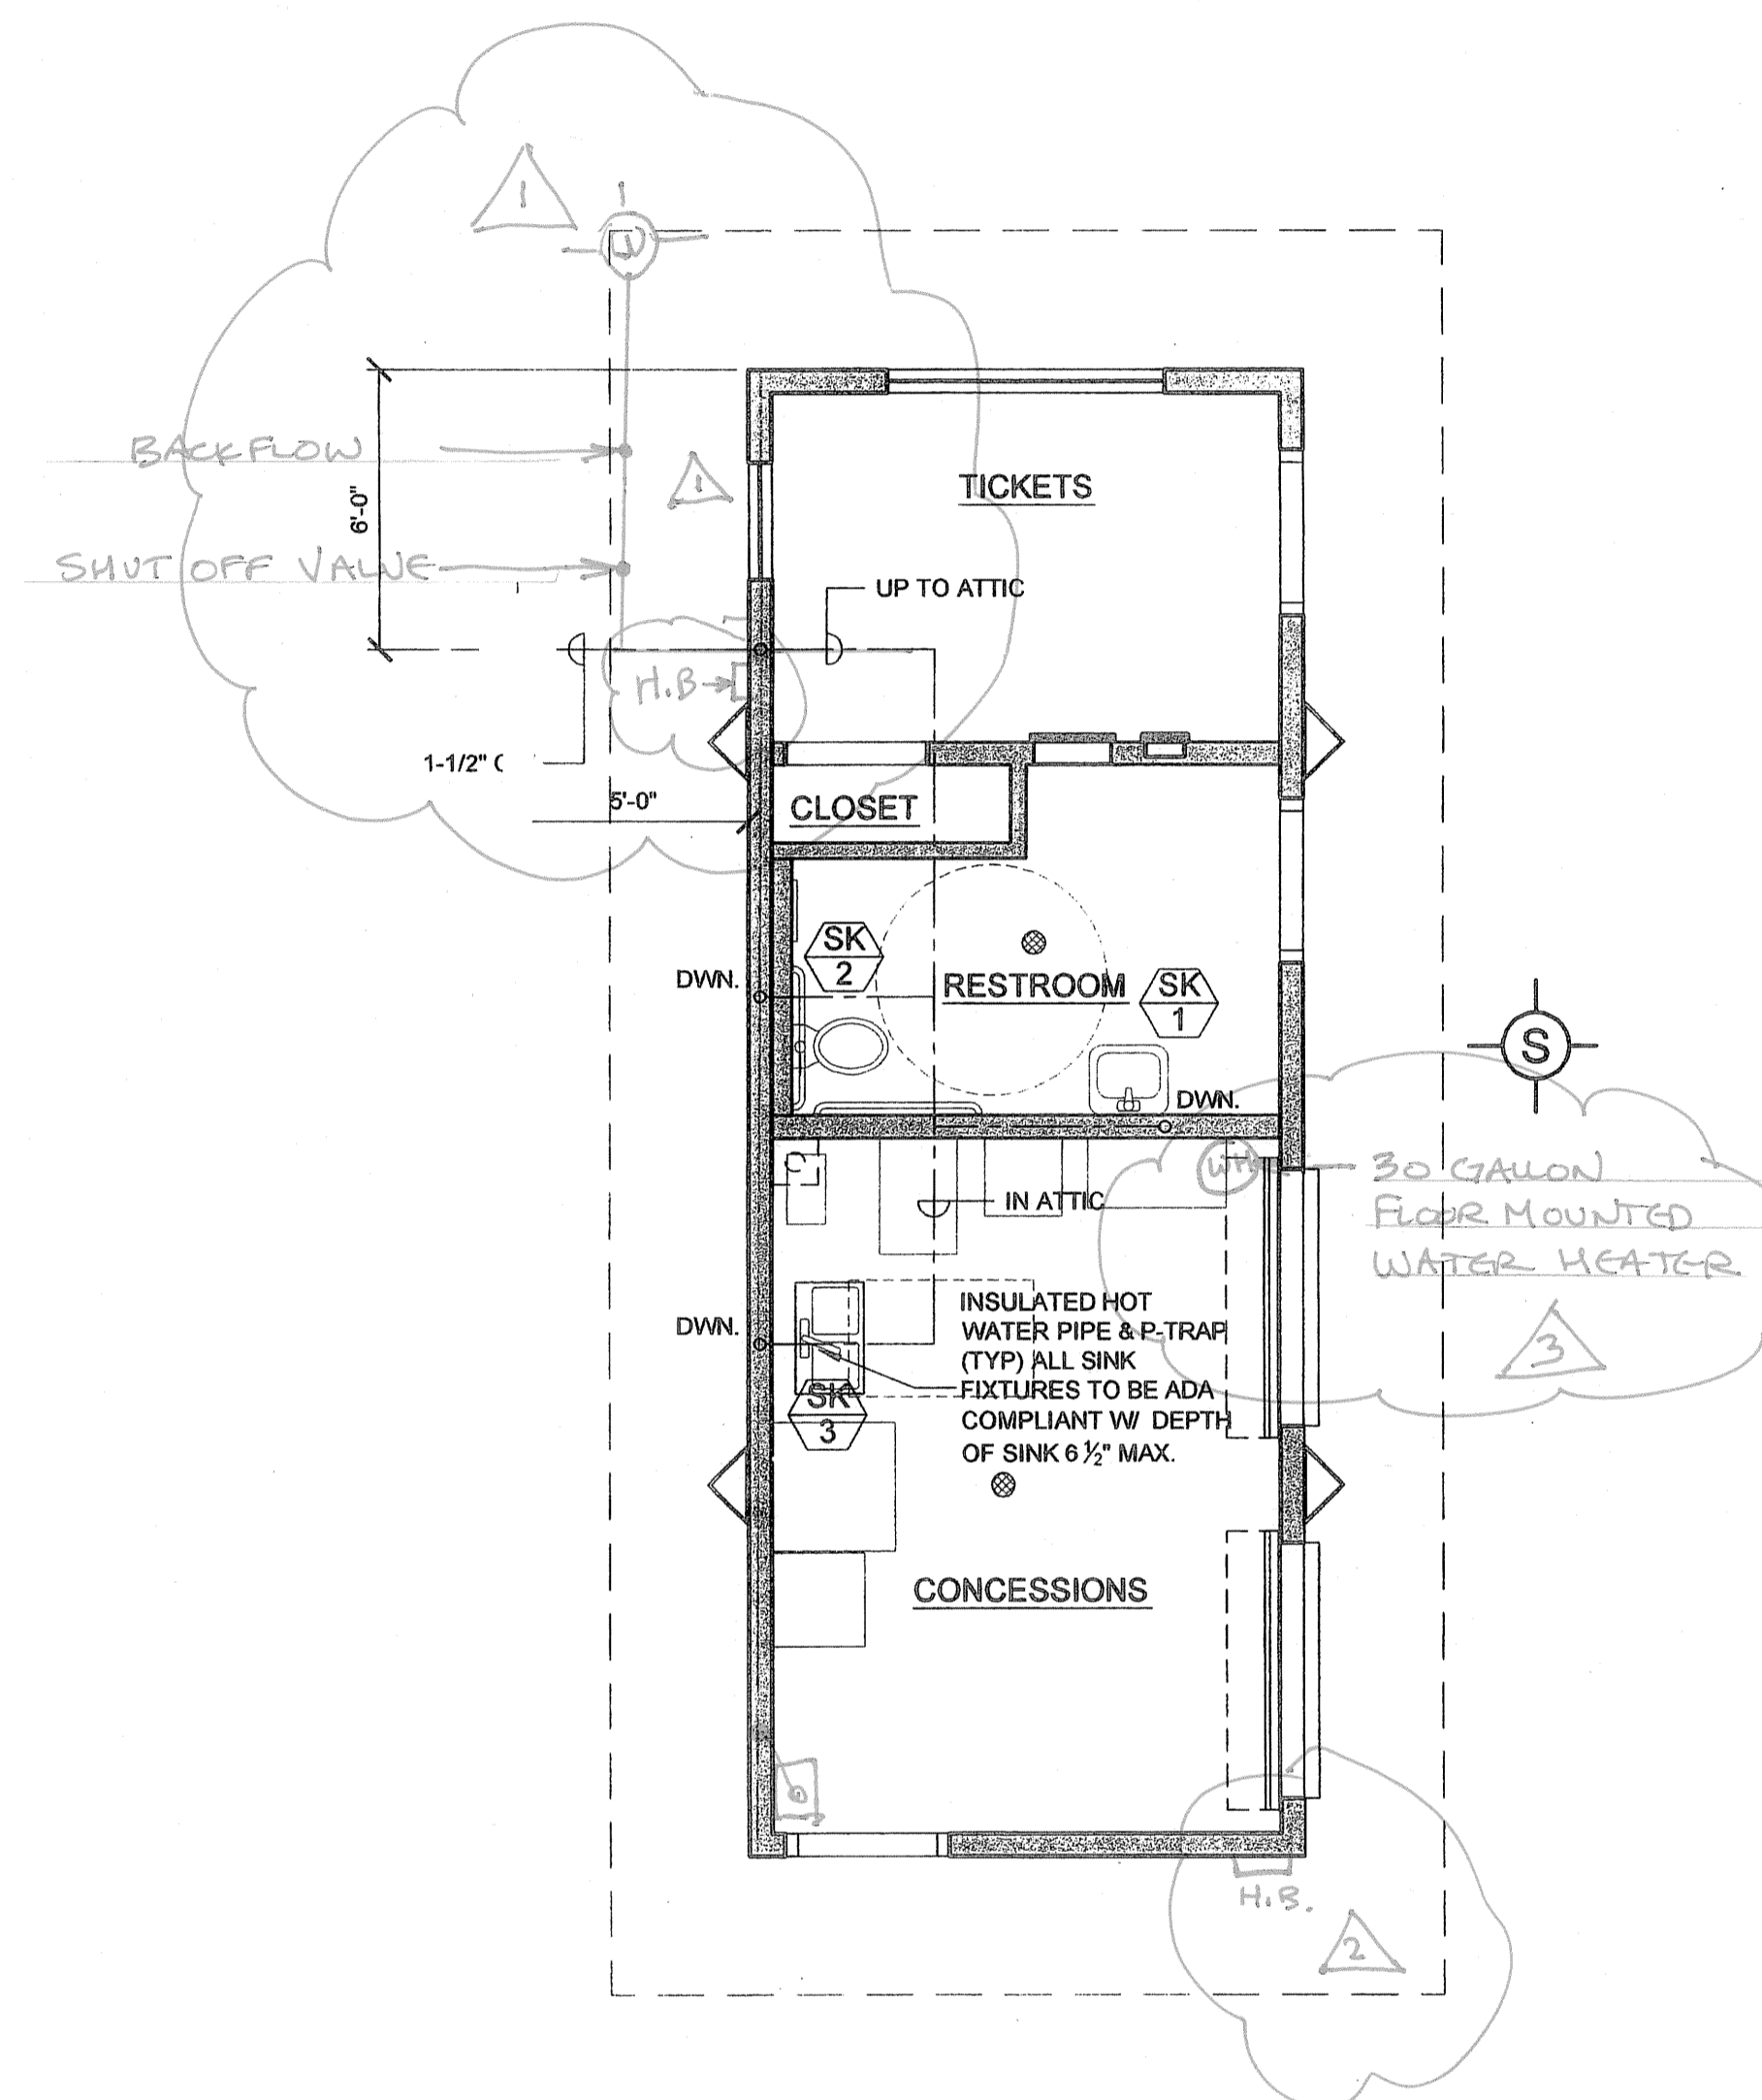 1
W
BACKFLOW
1
6'-0"
TICKETS
SHUT OFF VALVE
UP TO ATTIC
H.B
1-1/2"
5'-0"
CLOSET
SK
2
DWN.
RESTROOM
SK
1
S
DWN.
WH
30 GALLON
FLOOR MOUNTED
WATER HEATER
3
IN ATTIC
DWN.
INSULATED HOT
WATER PIPE & P-TRAP
(TYP) ALL SINK
FIXTURES TO BE ADA
COMPLIANT W/ DEPTH
OF SINK 6 ½" MAX.
SK
3
CONCESSIONS
H.B.
2